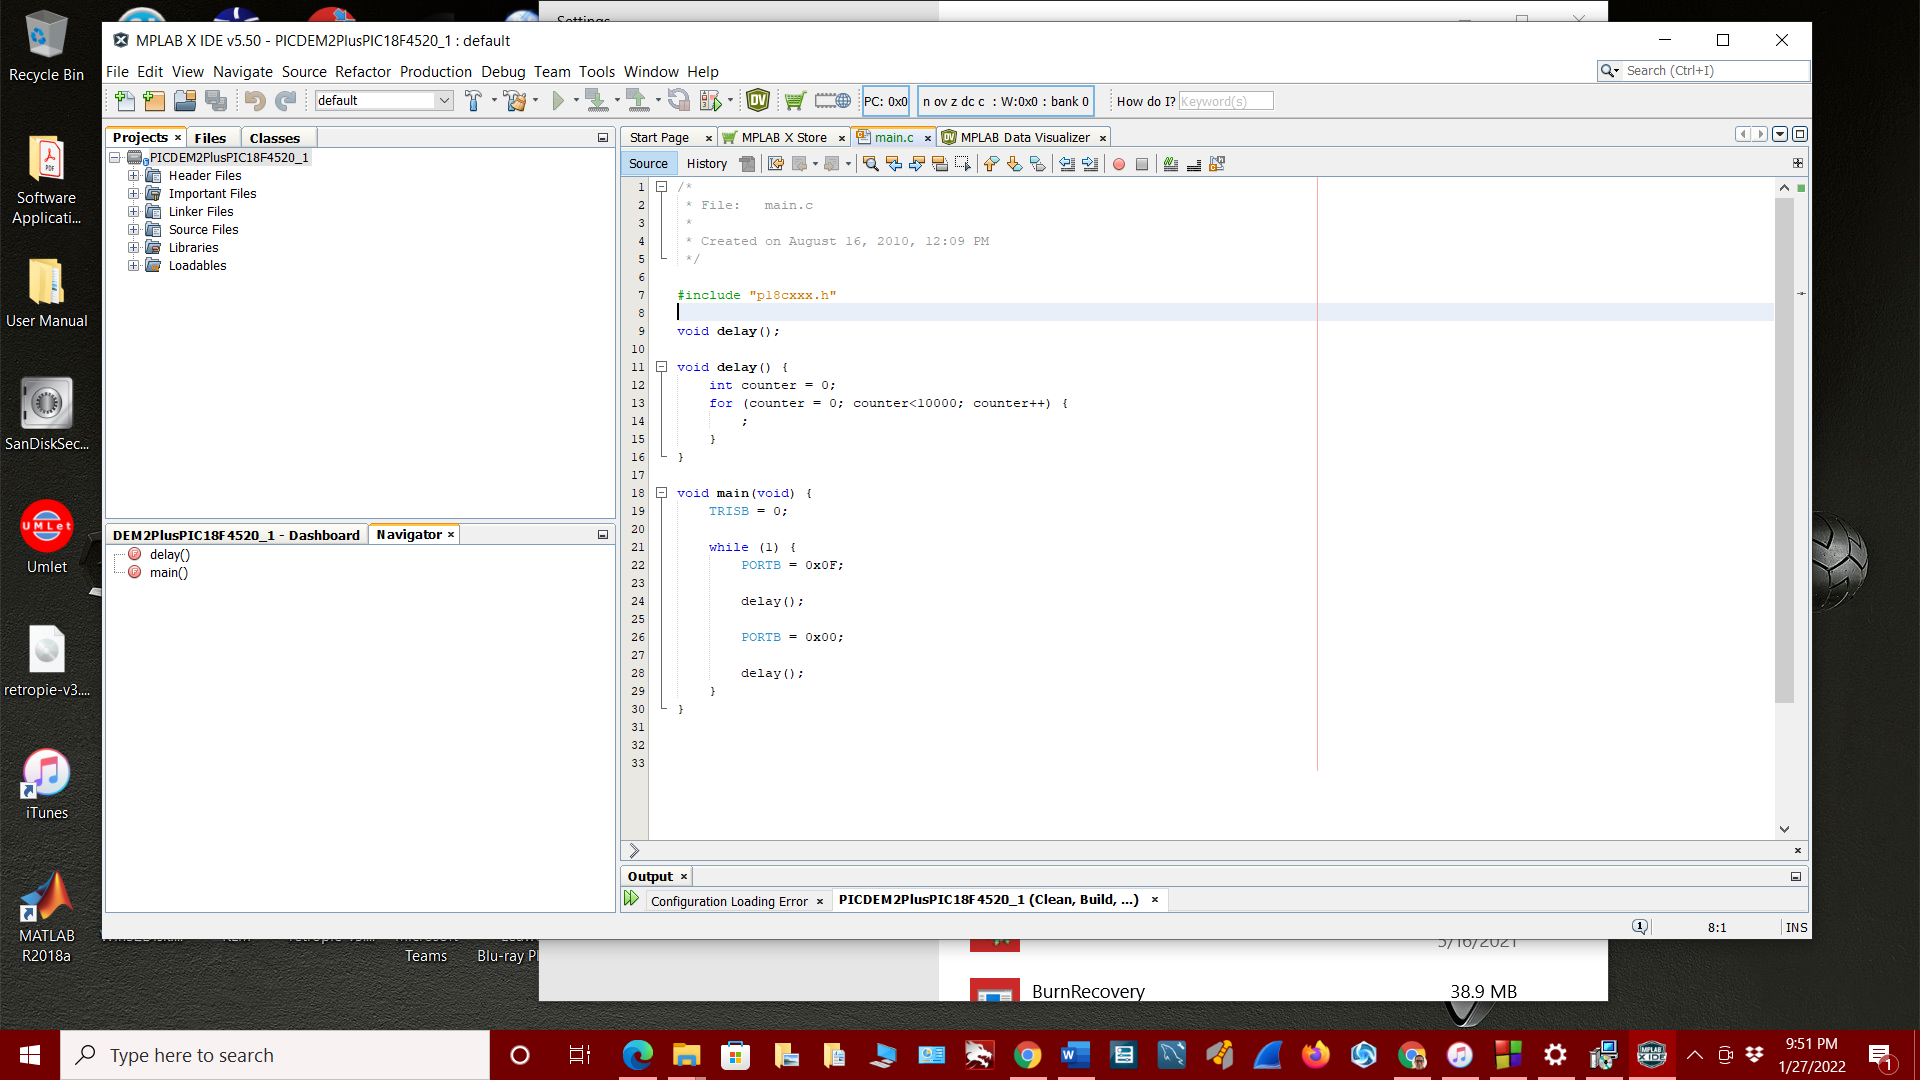 Settings
Recycle Bin
Software
Applicati...
User Manual
SanDiskSec...
UMLet
Umlet
retropie-v3....
iTunes
MATLAB
R2018a
MPLAB X IDE v5.50 - PICDEM2PlusPIC18F4520_1 : default
File Edit View Navigate Source Refactor Production Debug Team Tools Window Help
Search (Ctrl+I)
default
PC: 0x0
n ov z dc c : W:0x0 : bank 0
How do I? Keyword(s)
Projects Files Classes
PICDEM2PlusPIC18F4520_1
Header Files
Important Files
Linker Files
Source Files
Libraries
Loadables
DEM2PlusPIC18F4520_1 - Dashboard Navigator
delay()
main()
Start Page MPLAB X Store main.c MPLAB Data Visualizer
Source History
1 /*
2 * File: main.c
3 *
4 * Created on August 16, 2010, 12:09 PM
5 */
6
7 #include "p18cxxx.h"
8
9 void delay();
10
11 void delay() {
12 int counter = 0;
13 for (counter = 0; counter<10000; counter++) {
14 ;
15 }
16 }
17
18 void main(void) {
19 TRISB = 0;
20
21 while (1) {
22 PORTB = 0x0F;
23
24 delay();
25
26 PORTB = 0x00;
27
28 delay();
29 }
30 }
31
32
33
Output
Configuration Loading Error PICDEM2PlusPIC18F4520_1 (Clean, Build, ...)
8:1 INS
Teams
Blu-ray Pl
5/16/2021
BurnRecovery 38.9 MB
Type here to search
9:51 PM
1/27/2022
1